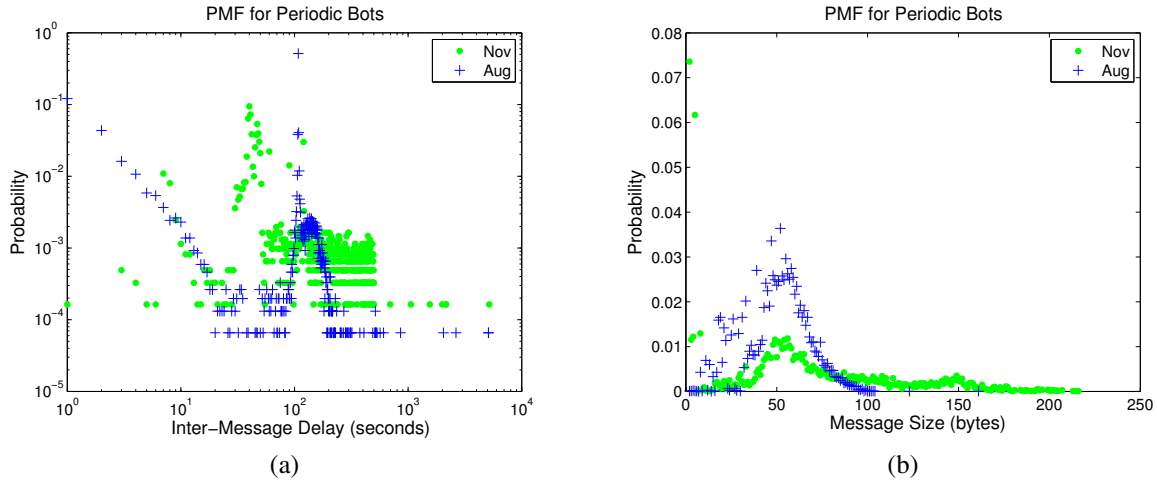 PMF for Periodic Bots
10^0
10^-1
10^-2
10^-3
10^-4
10^-5
Probability
Nov
Aug
10^0 10^1 10^2 10^3 10^4
Inter-Message Delay (seconds)
(a)
PMF for Periodic Bots
0.08
0.07
0.06
0.05
0.04
0.03
0.02
0.01
0
Probability
Nov
Aug
0 50 100 150 200 250
Message Size (bytes)
(b)